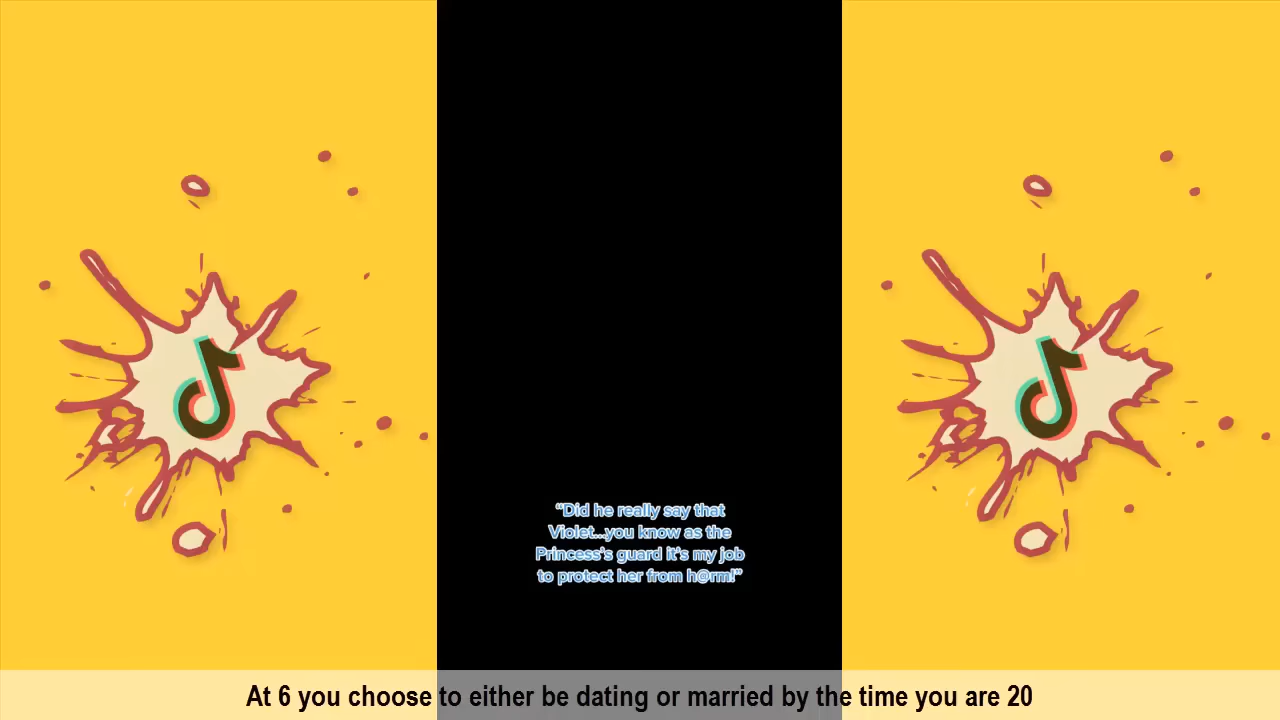 “Did he really say that
Violet...you know as the
Princess's guard it's my job
to protect her from h@rm!”
At 6 you choose to either be dating or married by the time you are 20